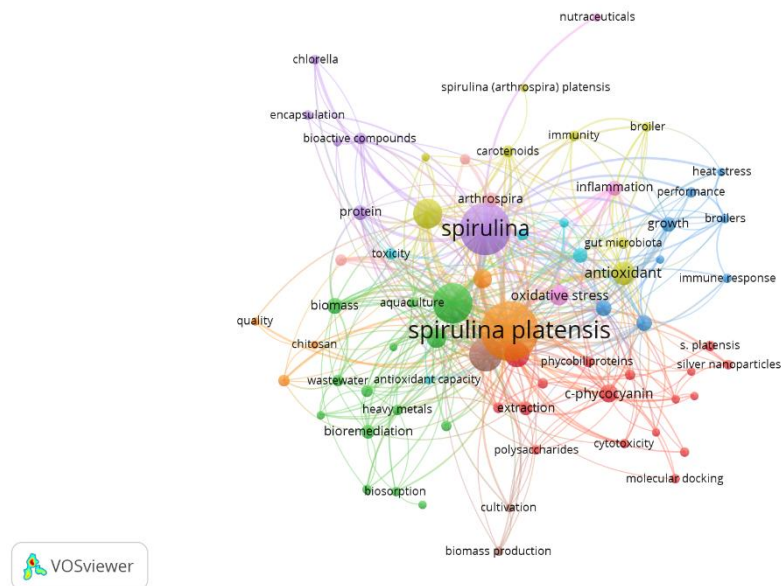 nutraceuticals
chlorella
spirulina (arthrospira) platensis
encapsulation
broiler
immunity
bioactive compounds
carotenoids
heat stress
inflammation
performance
arthrospira
protein
broilers
growth
spirulina
gut microbiota
toxicity
antioxidant
immune response
oxidative stress
biomass
aquaculture
quality
spirulina platensis
chitosan
s. platensis
phycobiliproteins
silver nanoparticles
wastewater
antioxidant capacity
c-phycocyanin
heavy metals
extraction
bioremediation
cytotoxicity
polysaccharides
molecular docking
biosorption
cultivation
biomass production
VOSviewer